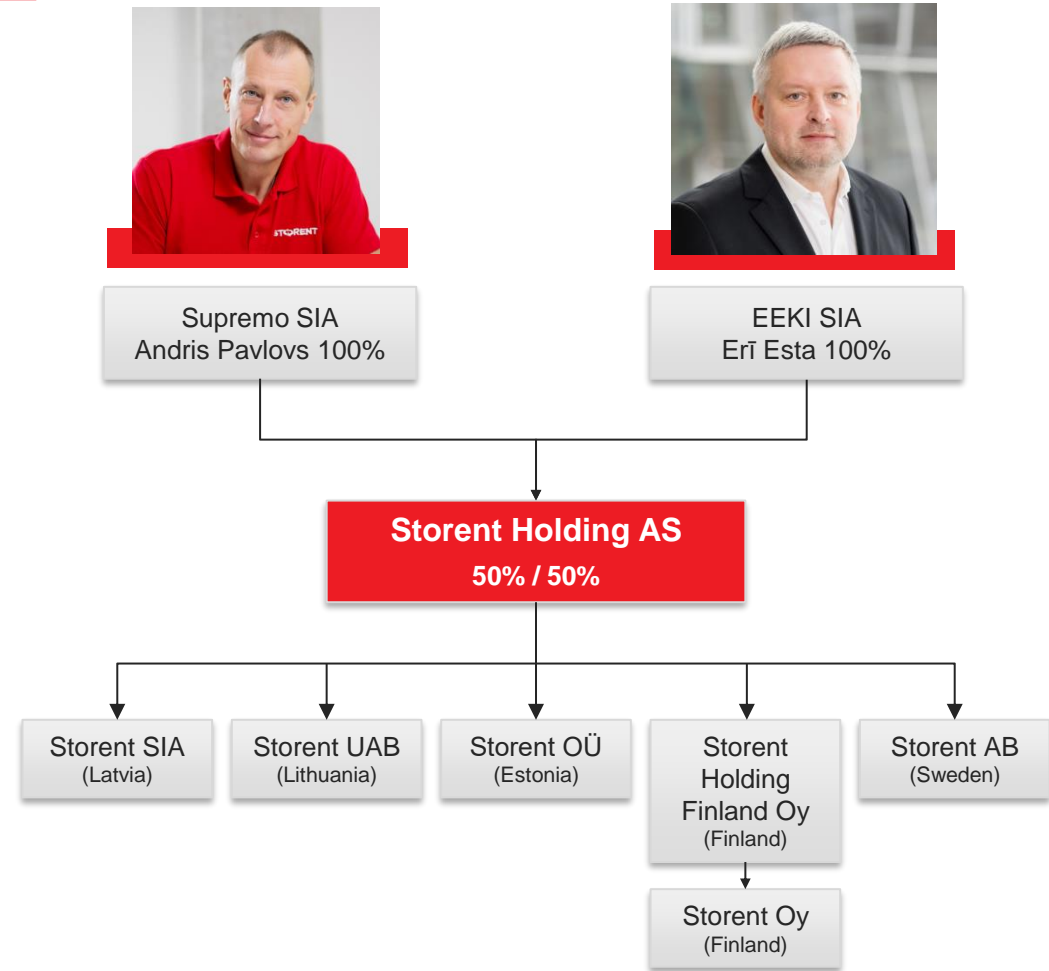 STORENT
Supremo SIA
Andris Pavlovs 100%
EEKI SIA
Erī Esta 100%
Storent Holding AS
50% / 50%
Storent SIA
(Latvia)
Storent UAB
(Lithuania)
Storent OÜ
(Estonia)
Storent
Holding
Finland Oy
(Finland)
Storent AB
(Sweden)
Storent Oy
(Finland)